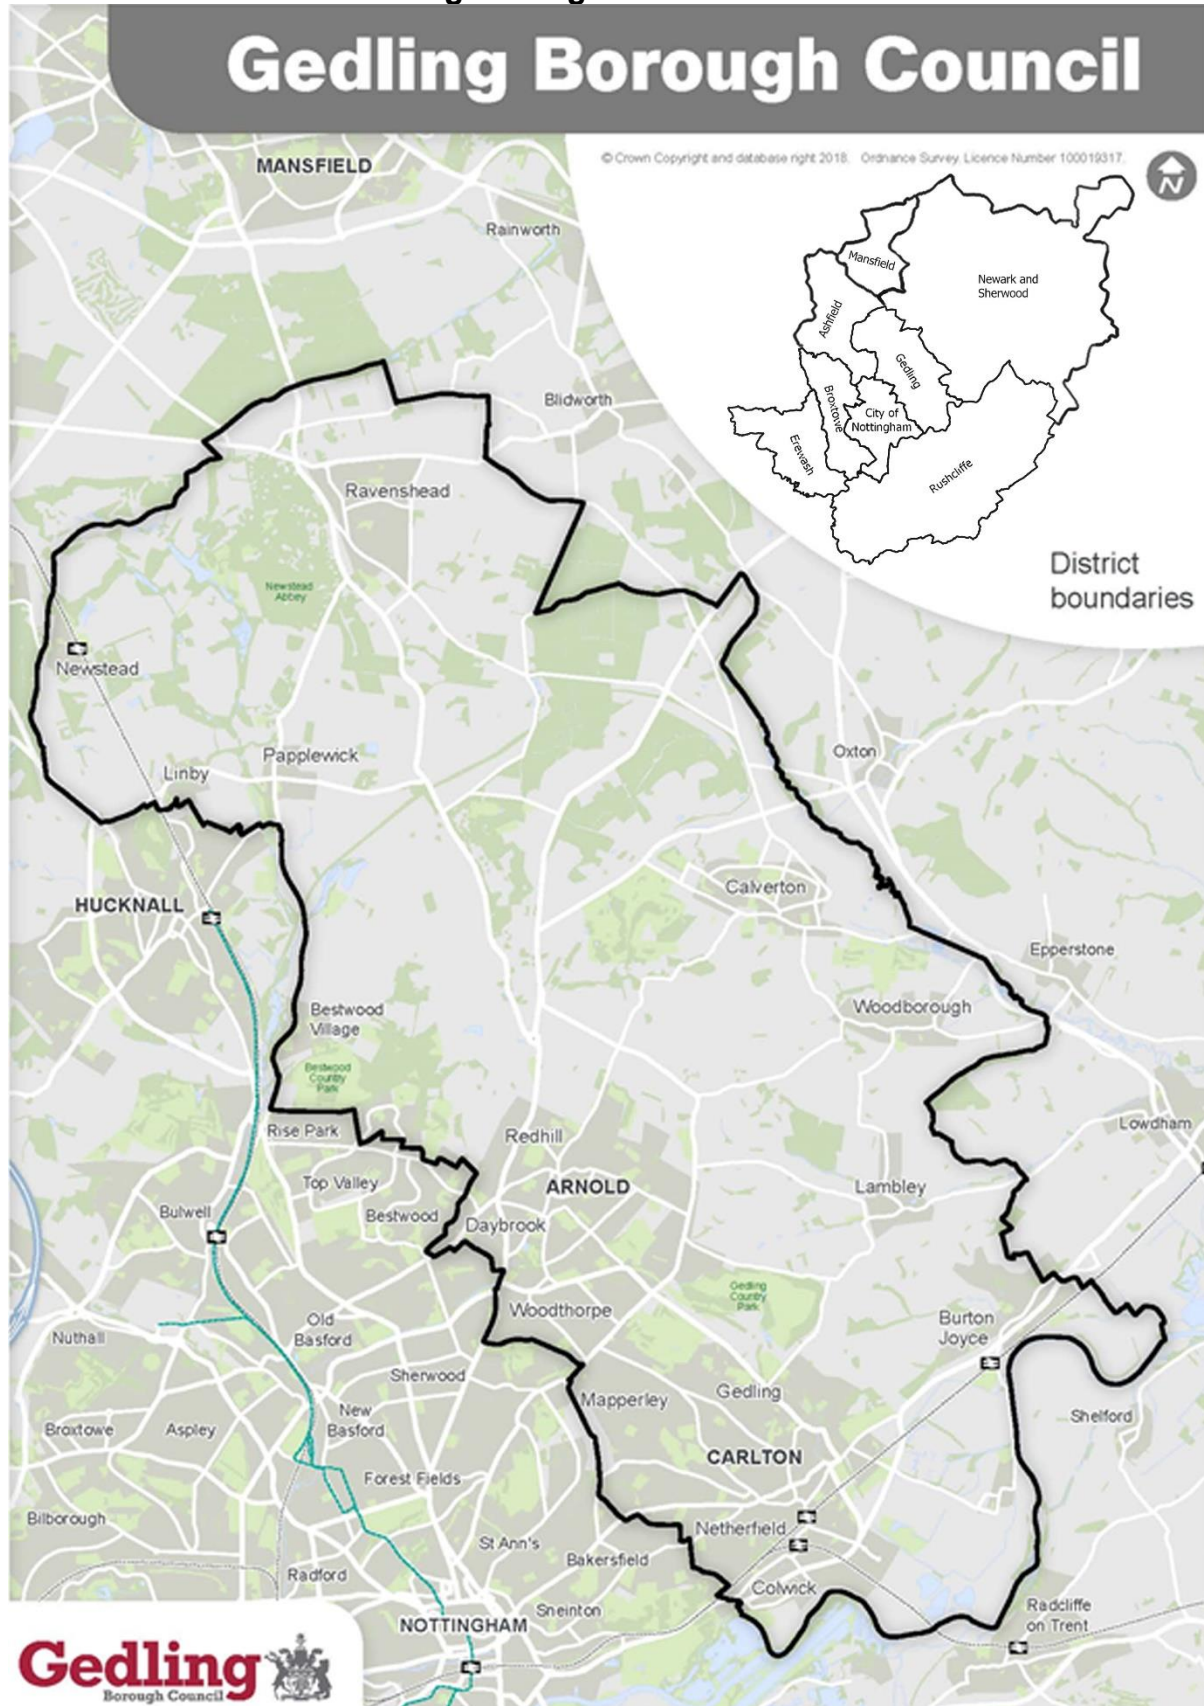 Gedling Borough Council
© Crown Copyright and database right 2018. Ordnance Survey. Licence Number 100019317.
N
MANSFIELD
Rainworth
Mansfield
Newark and
Sherwood
Ashfield
Gedling
Broxtowe
City of
Nottingham
Erewash
Rushcliffe
District
boundaries
Blidworth
Ravenshead
Newstead
Abbey
Newstead
Papplewick
Linby
Oxton
Calverton
HUCKNALL
Epperstone
Woodborough
Bestwood
Village
Bestwood
Country
Park
Rise Park
Redhill
Lowdham
Top Valley
ARNOLD
Lambley
Bulwell
Bestwood
Daybrook
Gedling
Country
Park
Woodthorpe
Old
Basford
Nuthall
Burton
Joyce
Sherwood
Mapperley
Gedling
New
Basford
Broxtowe
Aspley
Shelford
CARLTON
Forest Fields
Bilborough
Netherfield
St Ann's
Bakersfield
Radford
Colwick
Sneinton
Radcliffe
on Trent
NOTTINGHAM
Gedling
Borough Council